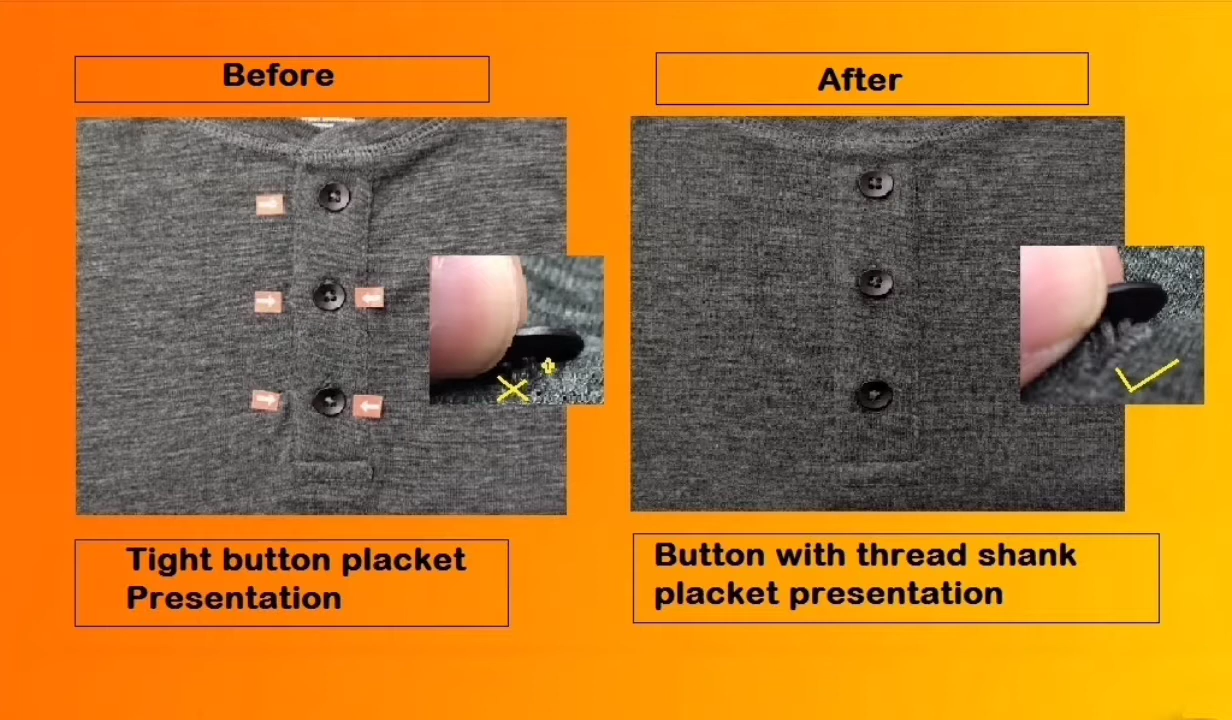 Before
After
Tight button placket
Presentation
Button with thread shank
placket presentation